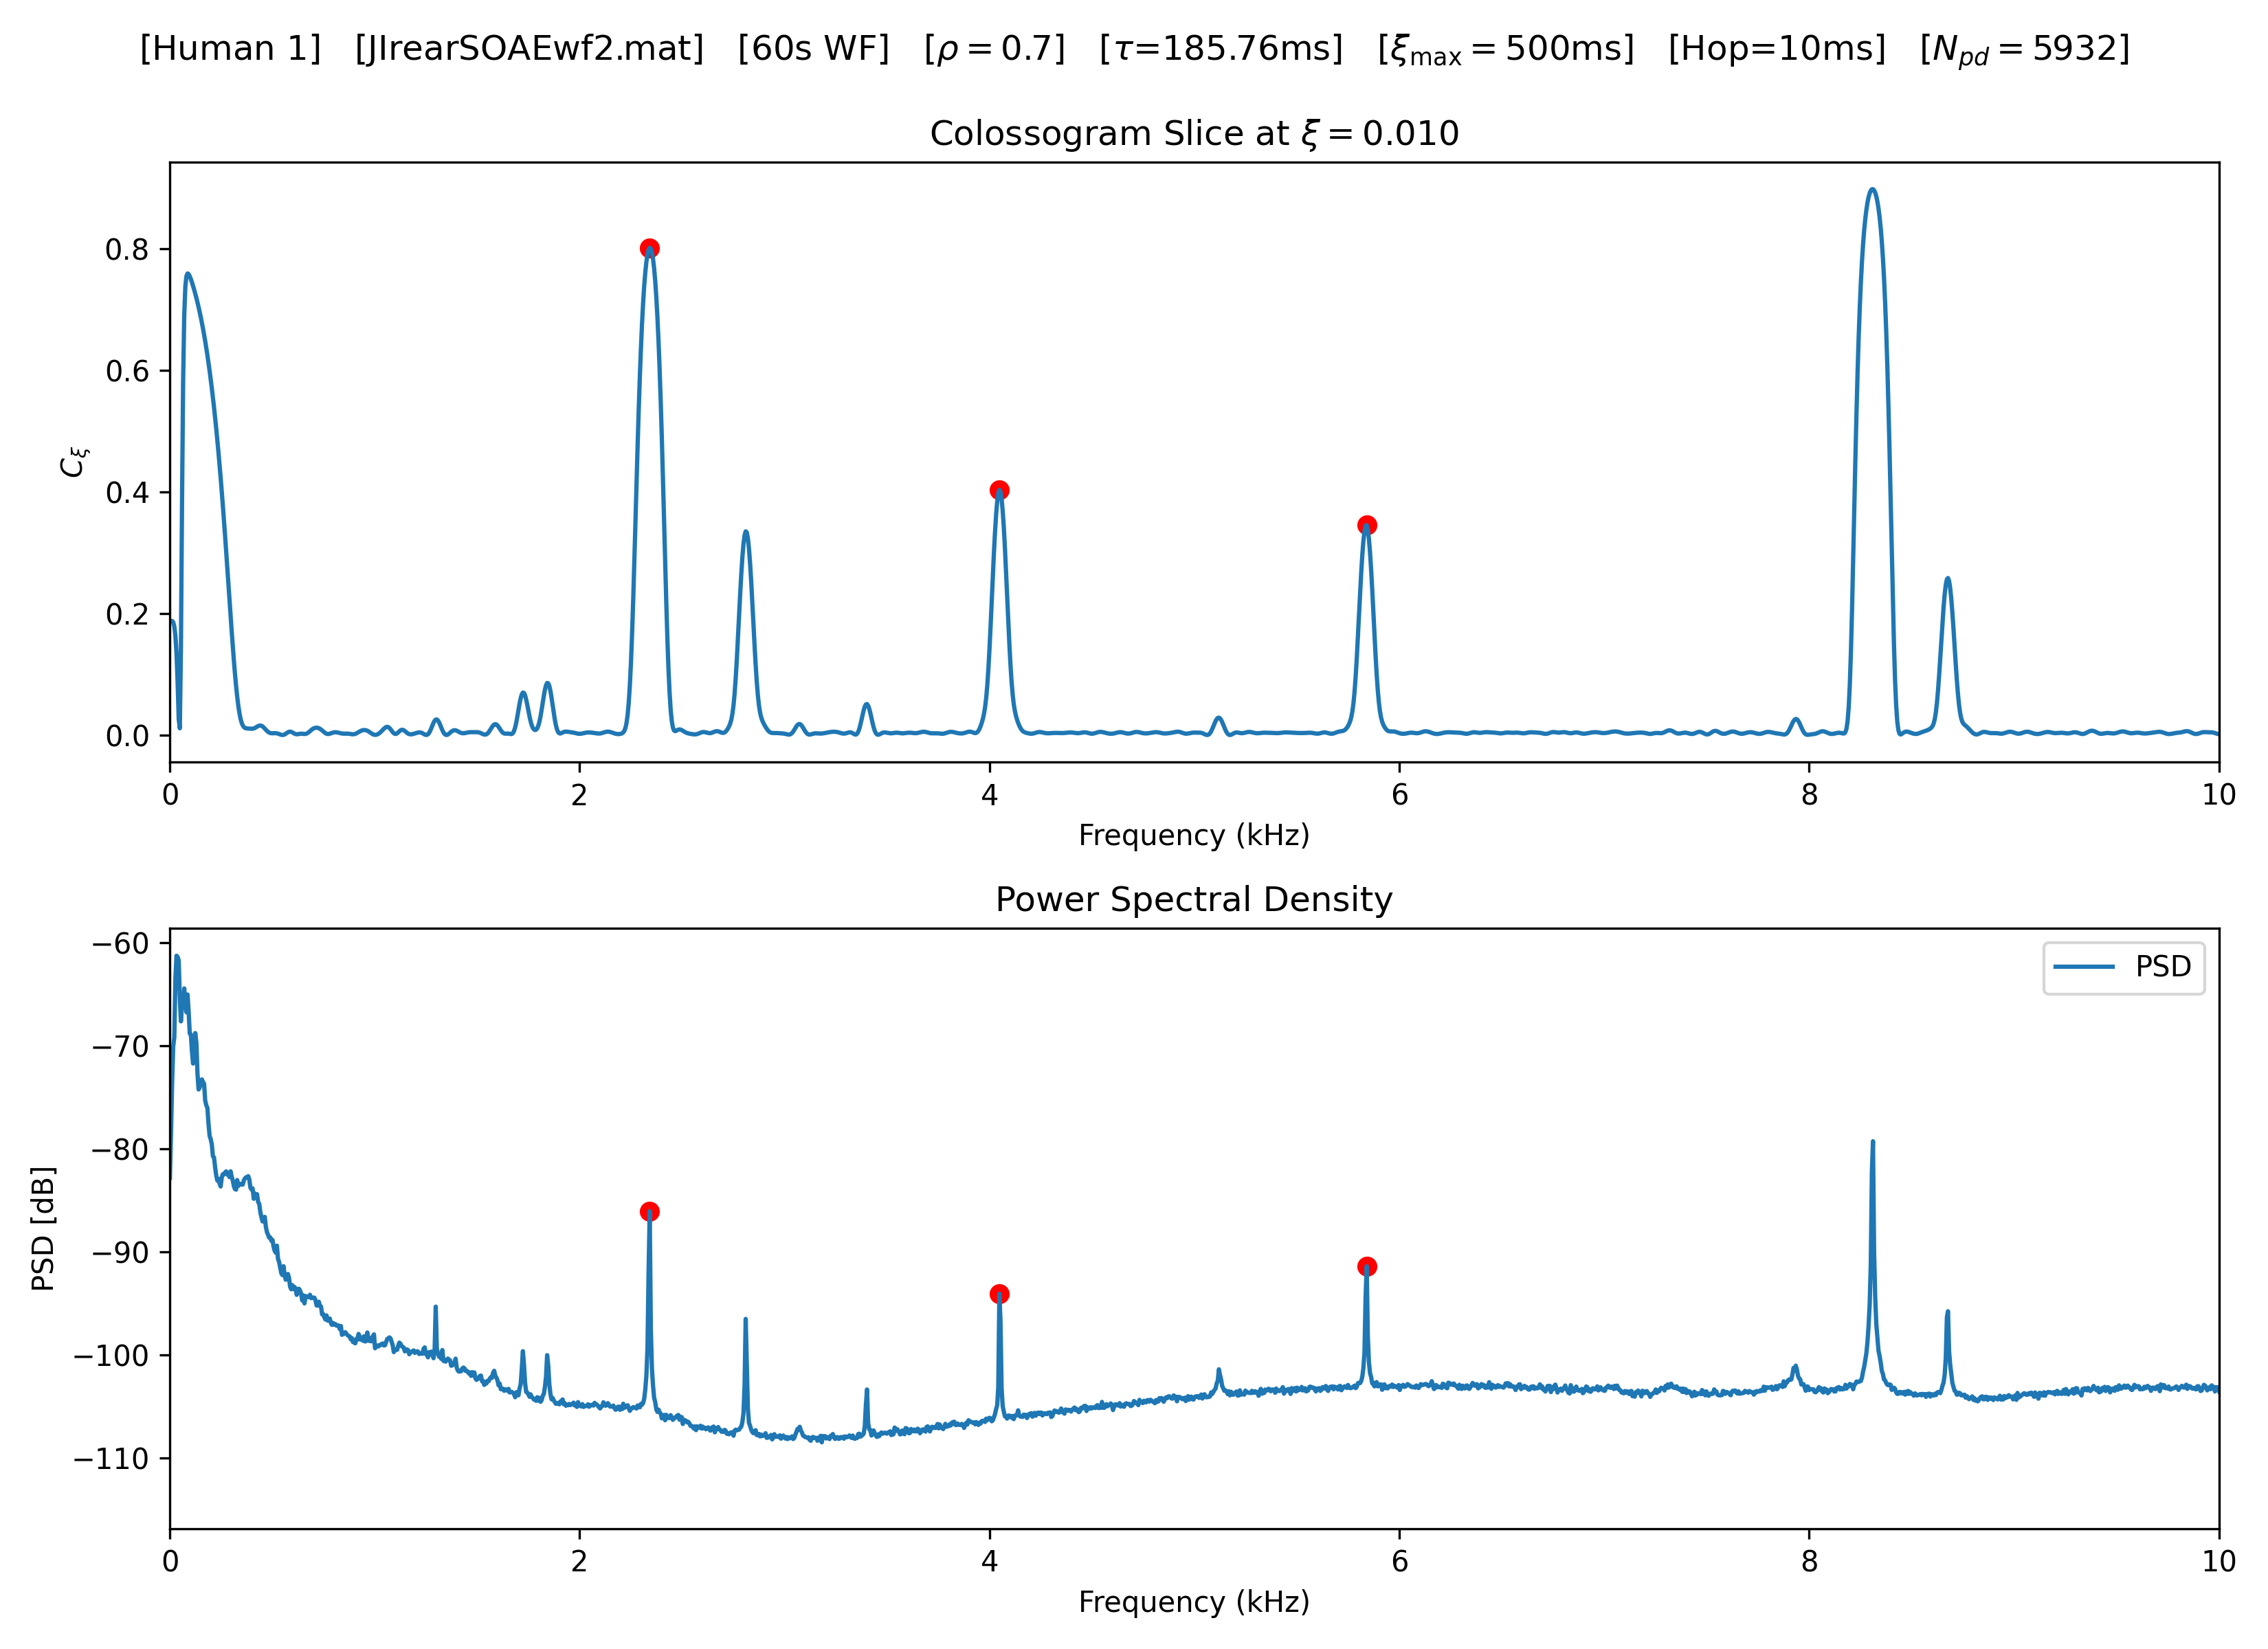 [Human 1]   [JIrearSOAEwf2.mat]   [60s WF]   [ρ = 0.7]   [τ=185.76ms]   [ξmax = 500ms]   [Hop=10ms]   [Npd = 5932]
Colossogram Slice at ξ = 0.010
0.8
0.6
0.4
0.2
0.0
Cξ
0 2 4 6 8 10
Frequency (kHz)
Power Spectral Density
−60
−70
−80
−90
−100
−110
PSD [dB]
PSD
0 2 4 6 8 10
Frequency (kHz)